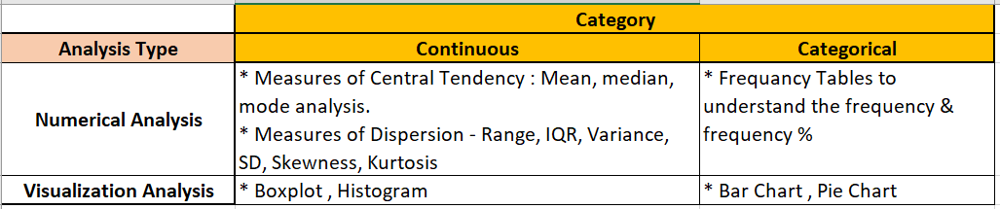 Category
Analysis Type Continuous Categorical
Numerical Analysis
* Measures of Central Tendency : Mean, median,
mode analysis.
* Measures of Dispersion - Range, IQR, Variance,
SD, Skewness, Kurtosis
* Frequancy Tables to
understand the frequency &
frequency %
Visualization Analysis * Boxplot , Histogram * Bar Chart , Pie Chart